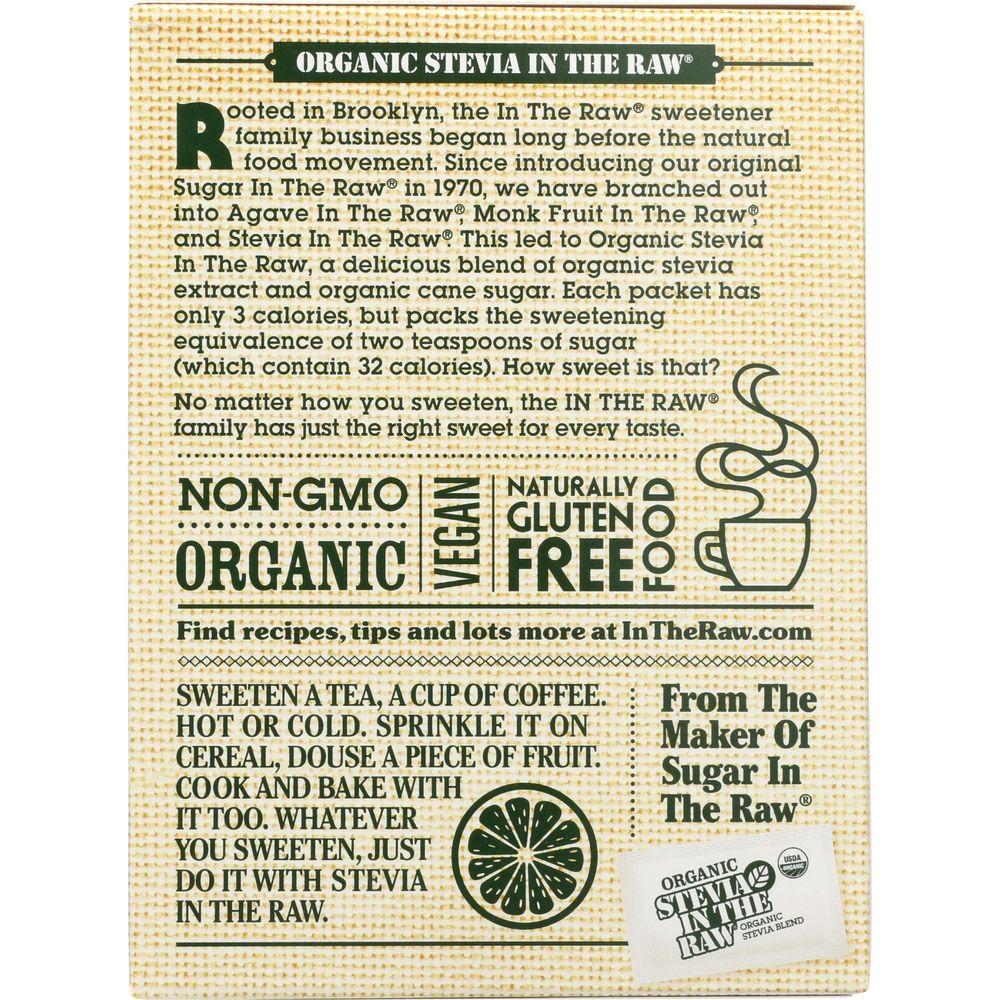 ORGANIC STEVIA IN THE RAW®
Rooted in Brooklyn, the In The Raw® sweetener
family business began long before the natural
food movement. Since introducing our original
Sugar In The Raw® in 1970, we have branched out
into Agave In The Raw®, Monk Fruit In The Raw®,
and Stevia In The Raw®. This led to Organic Stevia
In The Raw, a delicious blend of organic stevia
extract and organic cane sugar. Each packet has
only 3 calories, but packs the sweetening
equivalence of two teaspoons of sugar
(which contain 32 calories). How sweet is that?
No matter how you sweeten, the IN THE RAW®
family has just the right sweet for every taste.
NON-GMO
ORGANIC
VEGAN
NATURALLY
GLUTEN
FREE
FOOD
Find recipes, tips and lots more at InTheRaw.com
SWEETEN A TEA, A CUP OF COFFEE.
HOT OR COLD. SPRINKLE IT ON
CEREAL, DOUSE A PIECE OF FRUIT.
COOK AND BAKE WITH
IT TOO. WHATEVER
YOU SWEETEN, JUST
DO IT WITH STEVIA
IN THE RAW.
From The
Maker Of
Sugar In
The Raw®
ORGANIC
STEVIA
IN THE
RAW®
ORGANIC
STEVIA BLEND
USDA
ORGANIC